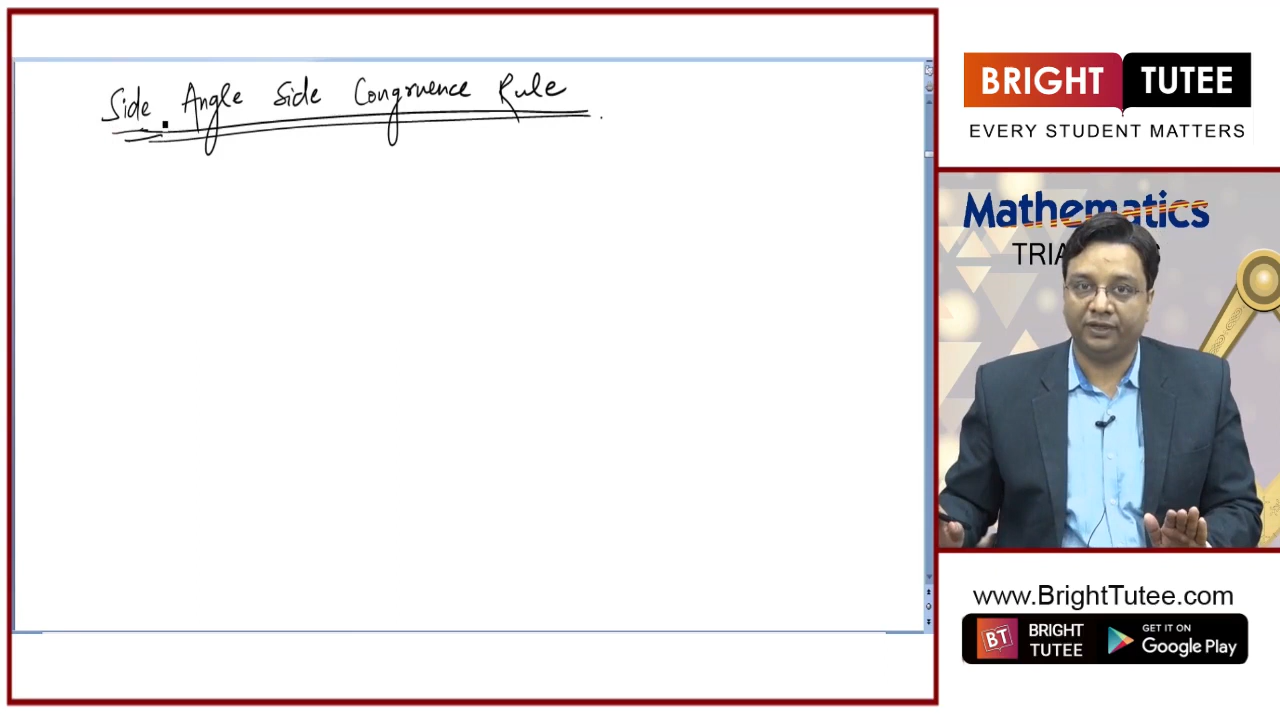 Side Angle Side Congruence Rule
BRIGHT TUTEE
EVERY STUDENT MATTERS
Mathematics
www.BrightTutee.com
BT
BRIGHT
TUTEE
GET IT ON
Google Play